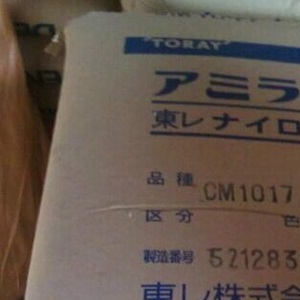 'TORAY'
アミラ
東レナイロ
品種 CM1017
区分 色
製造番号 521283
東レ株式会